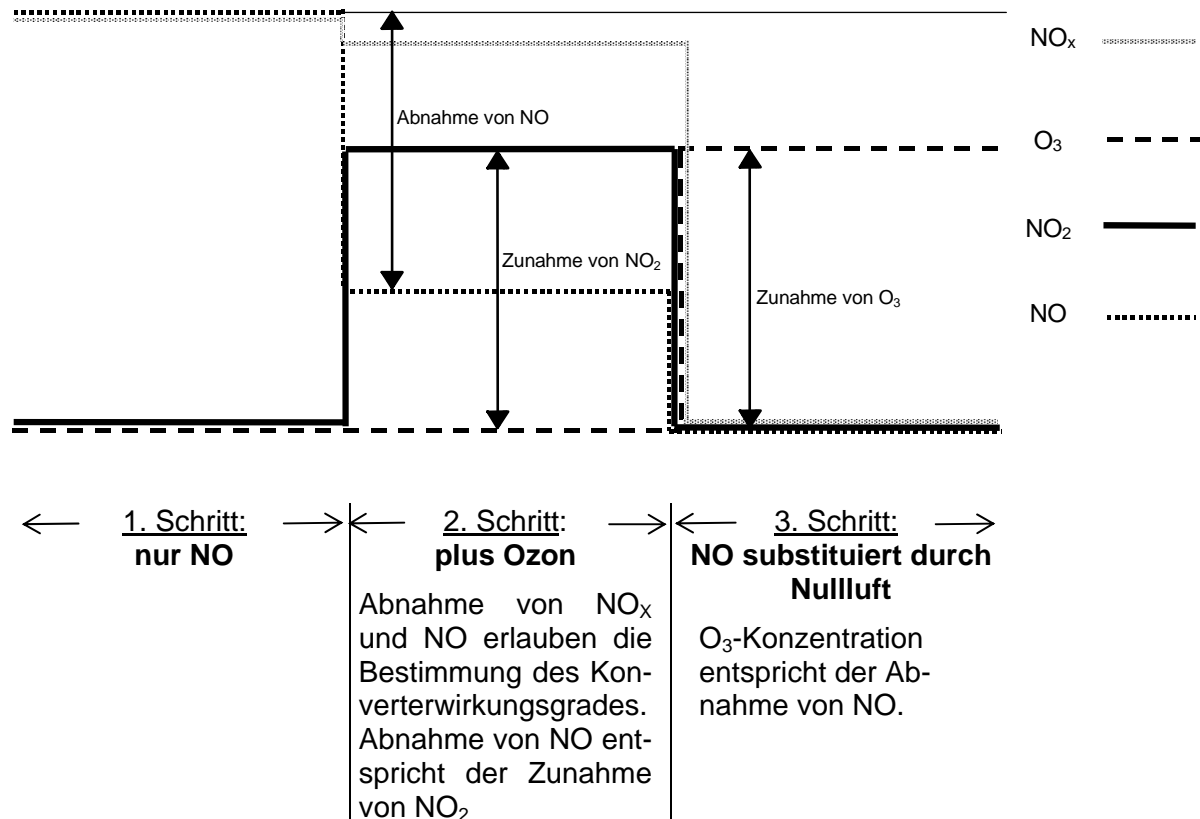 NOx
Abnahme von NO
O3
NO2
Zunahme von NO2
Zunahme von O3
NO
1. Schritt:
nur NO
2. Schritt:
plus Ozon
Abnahme von NOX
und NO erlauben die
Bestimmung des Kon-
verterwirkungsgrades.
Abnahme von NO ent-
spricht der Zunahme
von NO2
3. Schritt:
NO substituiert durch
Nullluft
O3-Konzentration
entspricht der Ab-
nahme von NO.